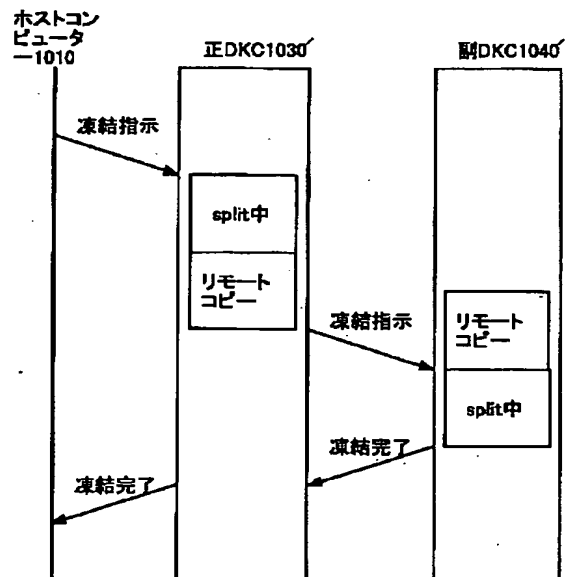 ホストコン
ピュータ
ー1010
正DKC1030
副DKC1040
凍結指示
split中
リモート
コピー
凍結指示
リモート
コピー
split中
凍結完了
凍結完了